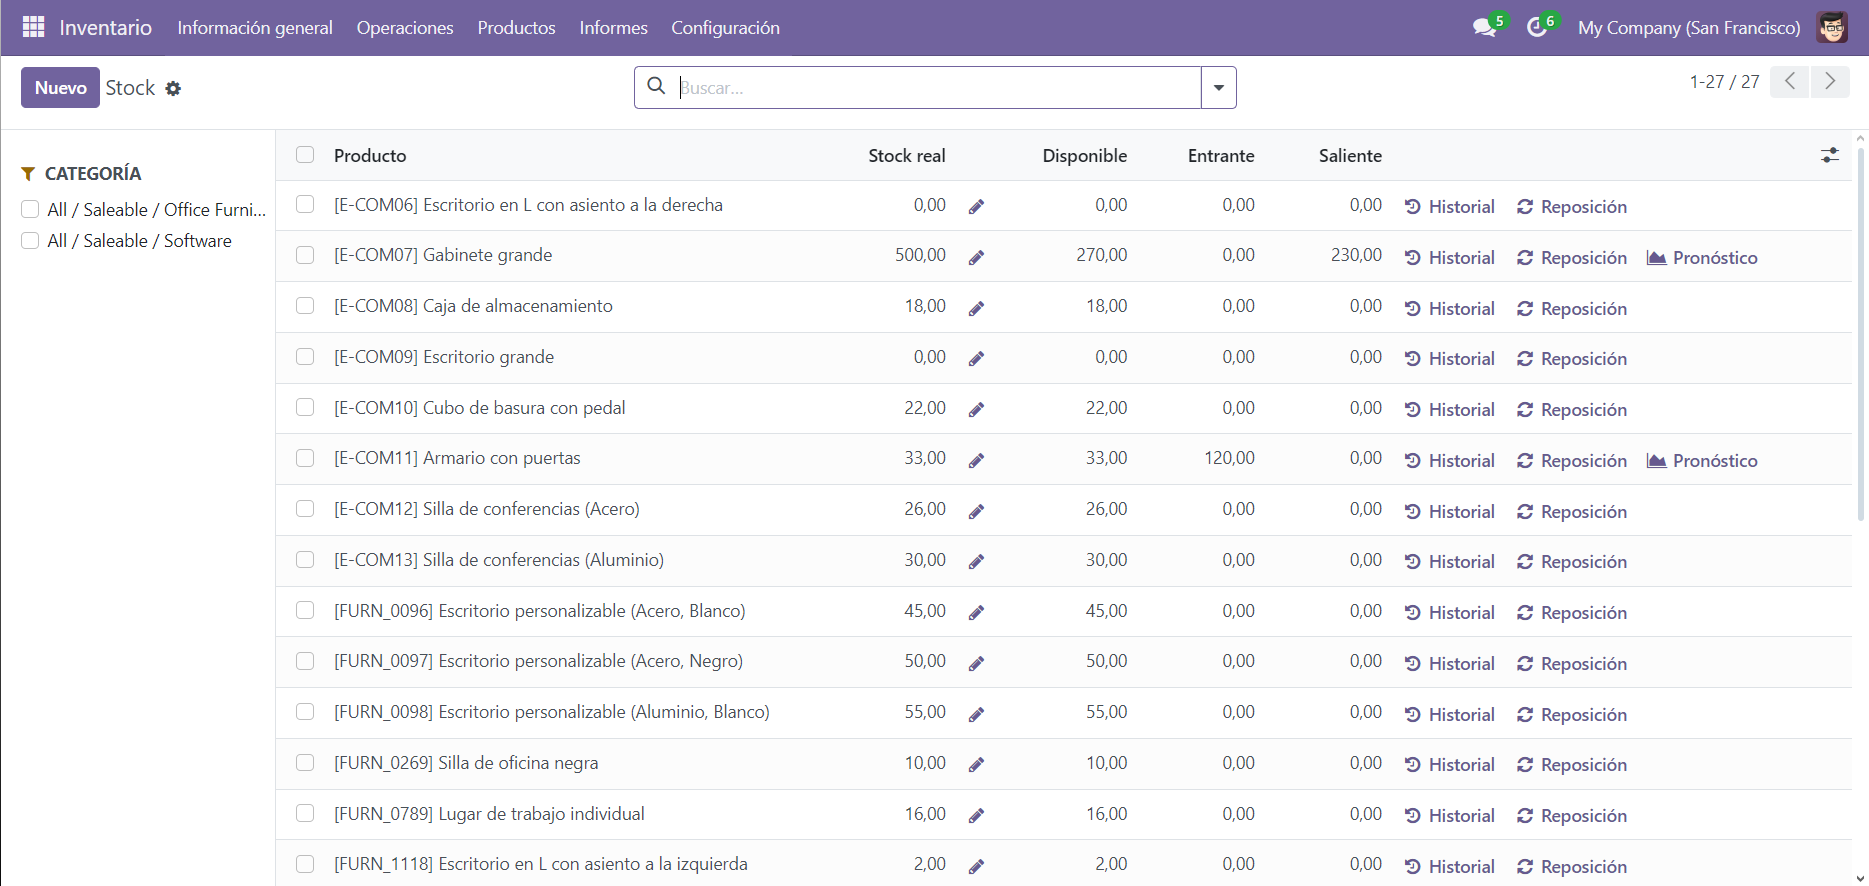 Inventario Información general Operaciones Productos Informes Configuración 5 6 My Company (San Francisco)
Nuevo Stock Buscar... 1-27 / 27
CATEGORÍA
All / Saleable / Office Furni...
All / Saleable / Software
Producto Stock real Disponible Entrante Saliente
[E-COM06] Escritorio en L con asiento a la derecha 0,00 0,00 0,00 0,00 Historial Reposición
[E-COM07] Gabinete grande 500,00 270,00 0,00 230,00 Historial Reposición Pronóstico
[E-COM08] Caja de almacenamiento 18,00 18,00 0,00 0,00 Historial Reposición
[E-COM09] Escritorio grande 0,00 0,00 0,00 0,00 Historial Reposición
[E-COM10] Cubo de basura con pedal 22,00 22,00 0,00 0,00 Historial Reposición
[E-COM11] Armario con puertas 33,00 33,00 120,00 0,00 Historial Reposición Pronóstico
[E-COM12] Silla de conferencias (Acero) 26,00 26,00 0,00 0,00 Historial Reposición
[E-COM13] Silla de conferencias (Aluminio) 30,00 30,00 0,00 0,00 Historial Reposición
[FURN_0096] Escritorio personalizable (Acero, Blanco) 45,00 45,00 0,00 0,00 Historial Reposición
[FURN_0097] Escritorio personalizable (Acero, Negro) 50,00 50,00 0,00 0,00 Historial Reposición
[FURN_0098] Escritorio personalizable (Aluminio, Blanco) 55,00 55,00 0,00 0,00 Historial Reposición
[FURN_0269] Silla de oficina negra 10,00 10,00 0,00 0,00 Historial Reposición
[FURN_0789] Lugar de trabajo individual 16,00 16,00 0,00 0,00 Historial Reposición
[FURN_1118] Escritorio en L con asiento a la izquierda 2,00 2,00 0,00 0,00 Historial Reposición